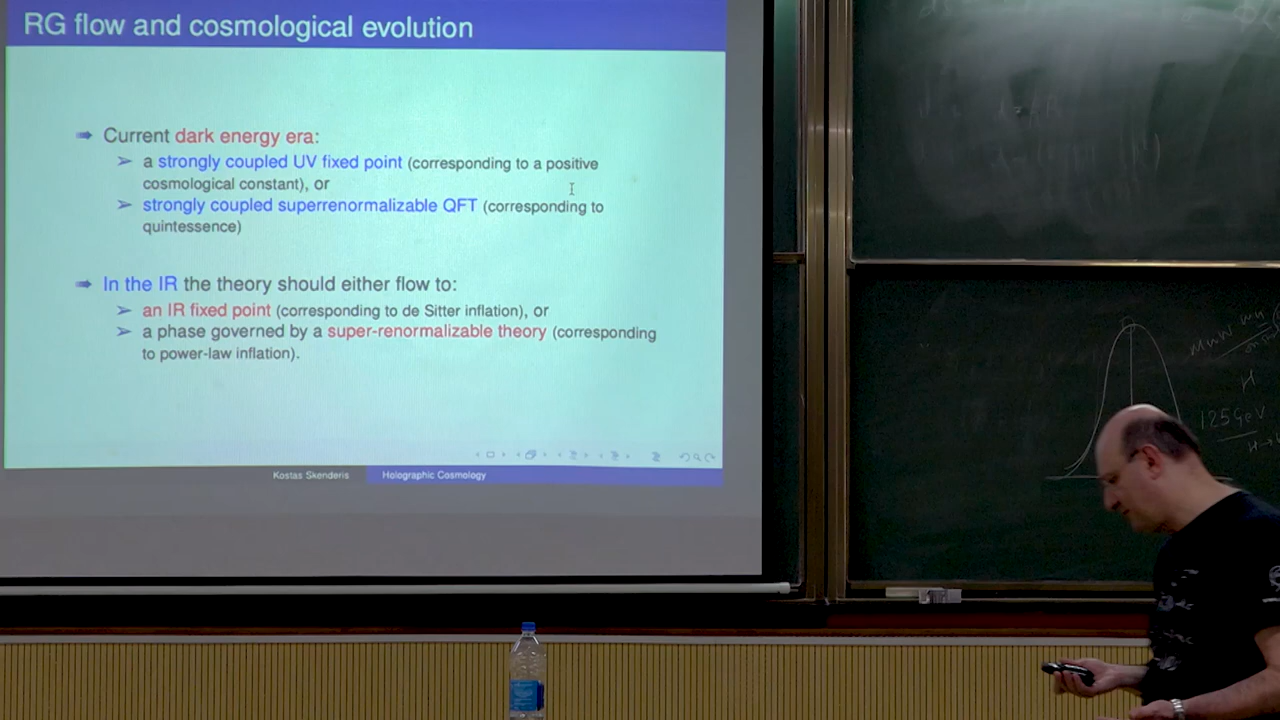 RG flow and cosmological evolution
Current dark energy era:
a strongly coupled UV fixed point (corresponding to a positive
cosmological constant), or
strongly coupled superrenormalizable QFT (corresponding to
quintessence)
In the IR the theory should either flow to:
an IR fixed point (corresponding to de Sitter inflation), or
a phase governed by a super-renormalizable theory (corresponding
to power-law inflation).
Kostas Skenderis Holographic Cosmology
H
125 GeV